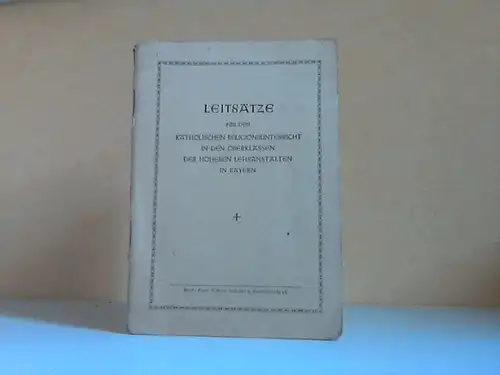 LEITSÄTZE
FÜR DEN
KATHOLISCHEN RELIGIONSUNTERRICHT
IN DEN OBERKLASSEN
DER HÖHEREN LEHRANSTALTEN
IN BAYERN